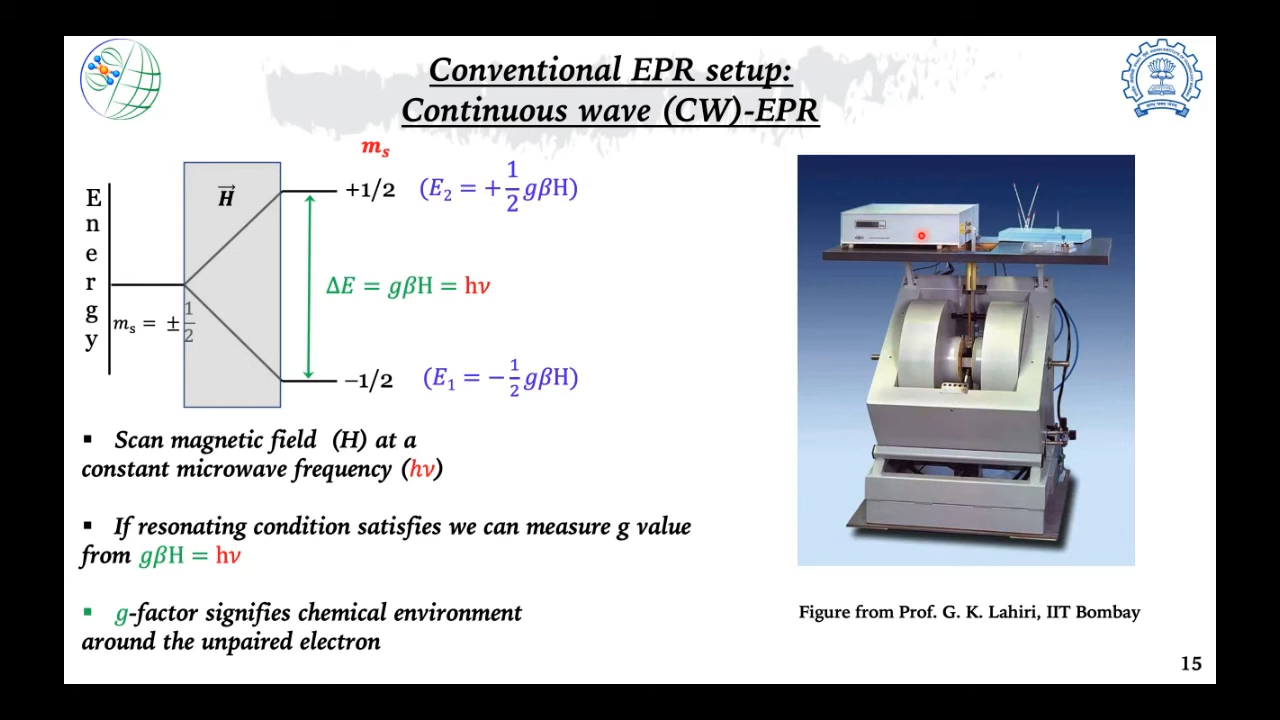 Conventional EPR setup:
Continuous wave (CW)-EPR
Energy
H⃗
mₛ
+1/2 (E₂ = +1/2 gβH)
ΔE = gβH = hν
mₛ = ± 1/2
–1/2 (E₁ = −1/2 gβH)
▪ Scan magnetic field (H) at a
constant microwave frequency (hν)
▪ If resonating condition satisfies we can measure g value
from gβH = hν
▪ g-factor signifies chemical environment
around the unpaired electron
Figure from Prof. G. K. Lahiri, IIT Bombay
15